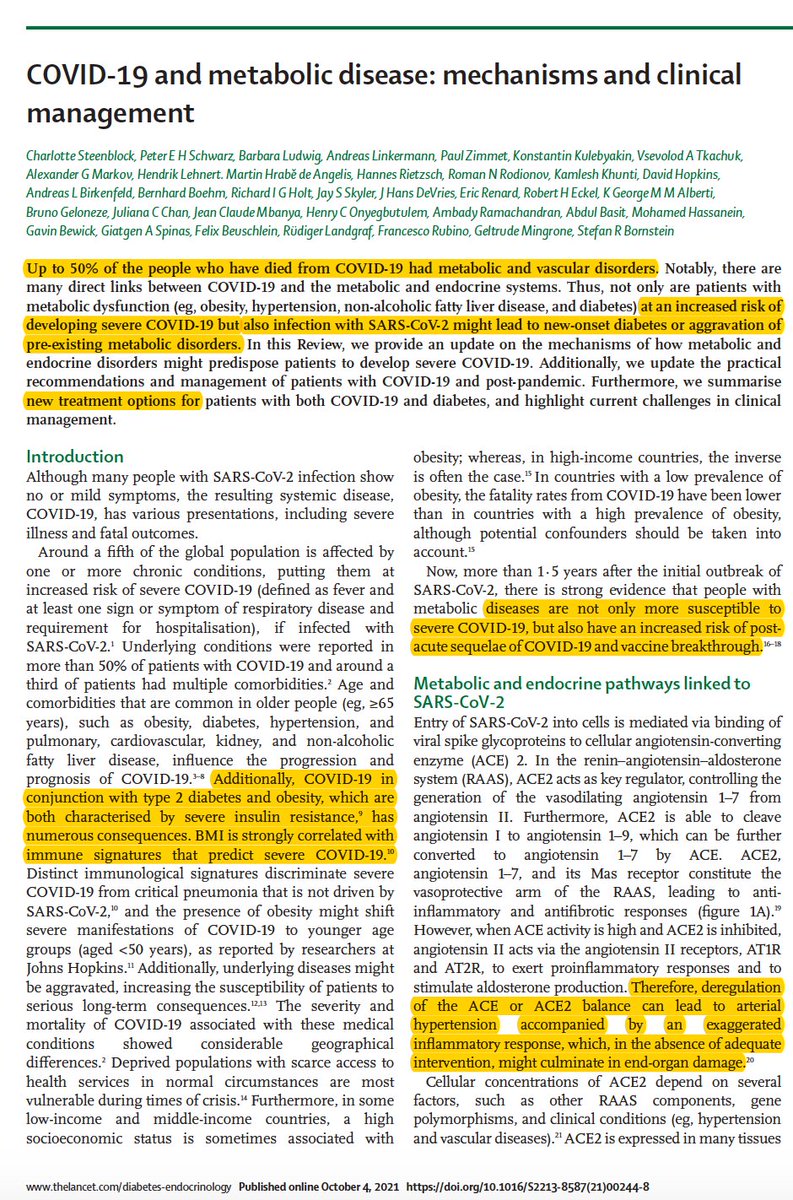 COVID-19 and metabolic disease: mechanisms and clinical
management
Charlotte Steenblock, Peter E H Schwarz, Barbara Ludwig, Andreas Linkermann, Paul Zimmet, Konstantin Kulebyakin, Vsevolod A Tkachuk,
Alexander G Markov, Hendrik Lehnert. Martin Hrabě de Angelis, Hannes Rietzsch, Roman N Rodionov, Kamlesh Khunti, David Hopkins,
Andreas L Birkenfeld, Bernhard Boehm, Richard I G Holt, Jay S Skyler, J Hans DeVries, Eric Renard, Robert H Eckel, K George M M Alberti,
Bruno Geloneze, Juliana C Chan, Jean Claude Mbanya, Henry C Onyegbutulem, Ambady Ramachandran, Abdul Basit, Mohamed Hassanein,
Gavin Bewick, Giatgen A Spinas, Felix Beuschlein, Rüdiger Landgraf, Francesco Rubino, Geltrude Mingrone, Stefan R Bornstein
Up to 50% of the people who have died from COVID-19 had metabolic and vascular disorders. Notably, there are
many direct links between COVID-19 and the metabolic and endocrine systems. Thus, not only are patients with
metabolic dysfunction (eg, obesity, hypertension, non-alcoholic fatty liver disease, and diabetes) at an increased risk of
developing severe COVID-19 but also infection with SARS-CoV-2 might lead to new-onset diabetes or aggravation of
pre-existing metabolic disorders. In this Review, we provide an update on the mechanisms of how metabolic and
endocrine disorders might predispose patients to develop severe COVID-19. Additionally, we update the practical
recommendations and management of patients with COVID-19 and post-pandemic. Furthermore, we summarise
new treatment options for patients with both COVID-19 and diabetes, and highlight current challenges in clinical
management.
Introduction
Although many people with SARS-CoV-2 infection show
no or mild symptoms, the resulting systemic disease,
COVID-19, has various presentations, including severe
illness and fatal outcomes.
Around a fifth of the global population is affected by
one or more chronic conditions, putting them at
increased risk of severe COVID-19 (defined as fever and
at least one sign or symptom of respiratory disease and
requirement for hospitalisation), if infected with
SARS-CoV-2.¹ Underlying conditions were reported in
more than 50% of patients with COVID-19 and around a
third of patients had multiple comorbidities.² Age and
comorbidities that are common in older people (eg, ≥65
years), such as obesity, diabetes, hypertension, and
pulmonary, cardiovascular, kidney, and non-alcoholic
fatty liver disease, influence the progression and
prognosis of COVID-19.³⁻⁸ Additionally, COVID-19 in
conjunction with type 2 diabetes and obesity, which are
both characterised by severe insulin resistance,⁹ has
numerous consequences. BMI is strongly correlated with
immune signatures that predict severe COVID-19.¹⁰
Distinct immunological signatures discriminate severe
COVID-19 from critical pneumonia that is not driven by
SARS-CoV-2,¹⁰ and the presence of obesity might shift
severe manifestations of COVID-19 to younger age
groups (aged <50 years), as reported by researchers at
Johns Hopkins.¹¹ Additionally, underlying diseases might
be aggravated, increasing the susceptibility of patients to
serious long-term consequences.¹²,¹³ The severity and
mortality of COVID-19 associated with these medical
conditions showed considerable geographical
differences.² Deprived populations with scarce access to
health services in normal circumstances are most
vulnerable during times of crisis.¹⁴ Furthermore, in some
low-income and middle-income countries, a high
socioeconomic status is sometimes associated with
obesity; whereas, in high-income countries, the inverse
is often the case.¹⁵ In countries with a low prevalence of
obesity, the fatality rates from COVID-19 have been lower
than in countries with a high prevalence of obesity,
although potential confounders should be taken into
account.¹⁵
Now, more than 1·5 years after the initial outbreak of
SARS-CoV-2, there is strong evidence that people with
metabolic diseases are not only more susceptible to
severe COVID-19, but also have an increased risk of post-
acute sequelae of COVID-19 and vaccine breakthrough.¹⁶⁻¹⁸
Metabolic and endocrine pathways linked to
SARS-CoV-2
Entry of SARS-CoV-2 into cells is mediated via binding of
viral spike glycoproteins to cellular angiotensin-converting
enzyme (ACE) 2. In the renin–angiotensin–aldosterone
system (RAAS), ACE2 acts as key regulator, controlling the
generation of the vasodilating angiotensin 1–7 from
angiotensin II. Furthermore, ACE2 is able to cleave
angiotensin I to angiotensin 1–9, which can be further
converted to angiotensin 1–7 by ACE. ACE2,
angiotensin 1–7, and its Mas receptor constitute the
vasoprotective arm of the RAAS, leading to anti-
inflammatory and antifibrotic responses (figure 1A).¹⁹
However, when ACE activity is high and ACE2 is inhibited,
angiotensin II acts via the angiotensin II receptors, AT1R
and AT2R, to exert proinflammatory responses and to
stimulate aldosterone production. Therefore, deregulation
of the ACE or ACE2 balance can lead to arterial
hypertension accompanied by an exaggerated
inflammatory response, which, in the absence of adequate
intervention, might culminate in end-organ damage.²⁰
Cellular concentrations of ACE2 depend on several
factors, such as other RAAS components, gene
polymorphisms, and clinical conditions (eg, hypertension
and vascular diseases).²¹ ACE2 is expressed in many tissues
www.thelancet.com/diabetes-endocrinology Published online October 4, 2021 https://doi.org/10.1016/S2213-8587(21)00244-8